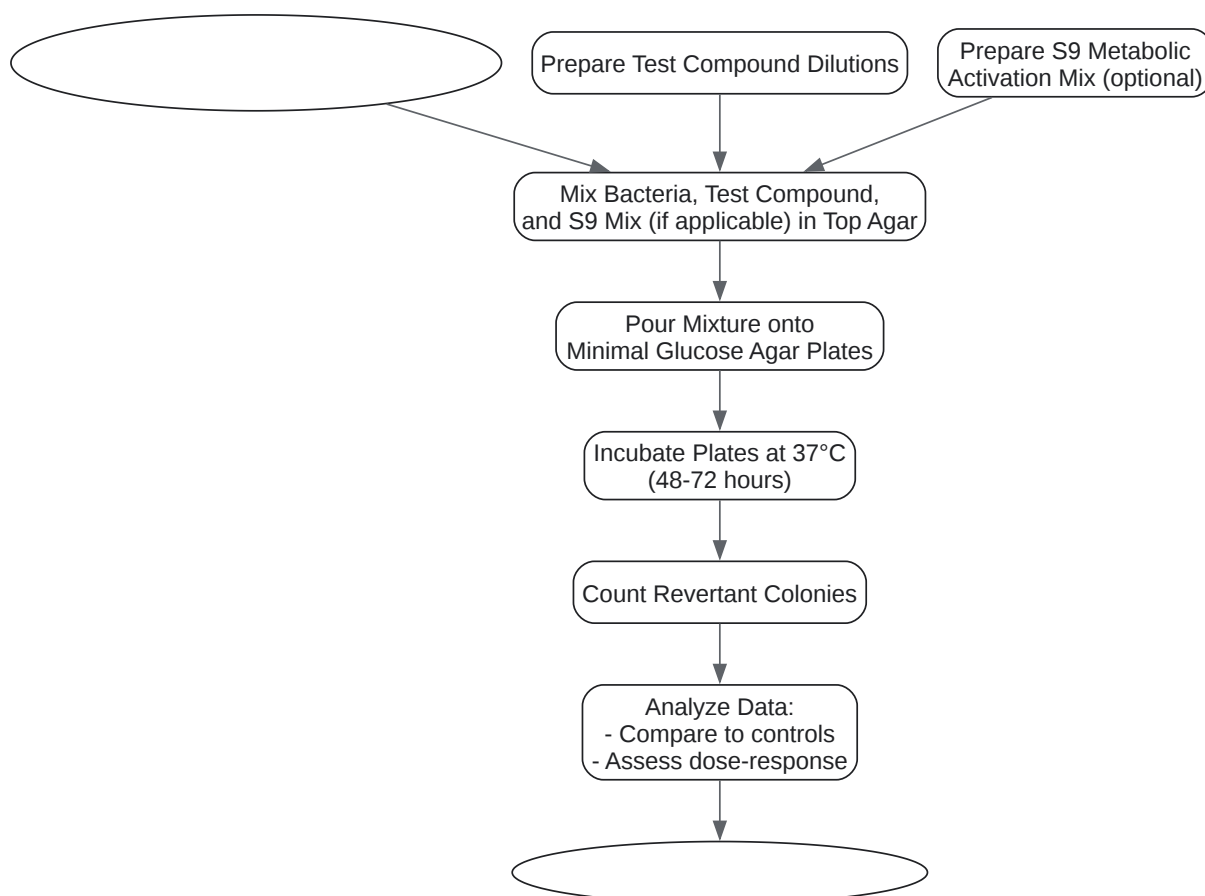 Prepare Test Compound Dilutions
Prepare S9 Metabolic
Activation Mix (optional)
Mix Bacteria, Test Compound,
and S9 Mix (if applicable) in Top Agar
Pour Mixture onto
Minimal Glucose Agar Plates
Incubate Plates at 37°C
(48-72 hours)
Count Revertant Colonies
Analyze Data:
- Compare to controls
- Assess dose-response